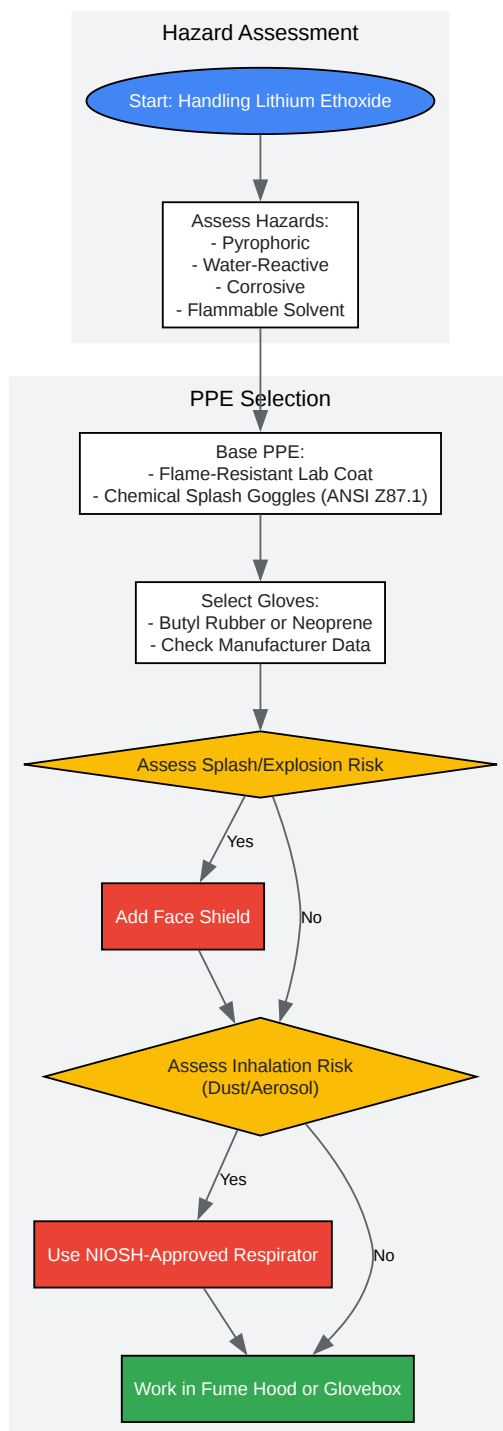 Hazard Assessment
Start: Handling Lithium Ethoxide
Assess Hazards:
- Pyrophoric
- Water-Reactive
- Corrosive
- Flammable Solvent
PPE Selection
Base PPE:
- Flame-Resistant Lab Coat
- Chemical Splash Goggles (ANSI Z87.1)
Select Gloves:
- Butyl Rubber or Neoprene
- Check Manufacturer Data
Assess Splash/Explosion Risk
Yes
Add Face Shield
No
Assess Inhalation Risk
(Dust/Aerosol)
Yes
Use NIOSH-Approved Respirator
No
Work in Fume Hood or Glovebox